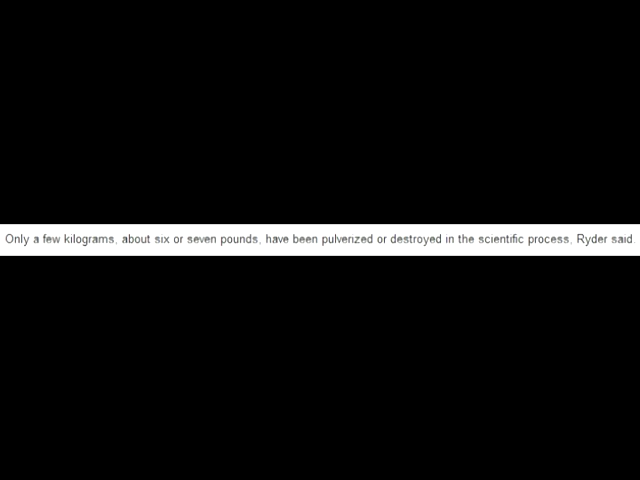 Only a few kilograms, about six or seven pounds, have been pulverized or destroyed in the scientific process, Ryder said.